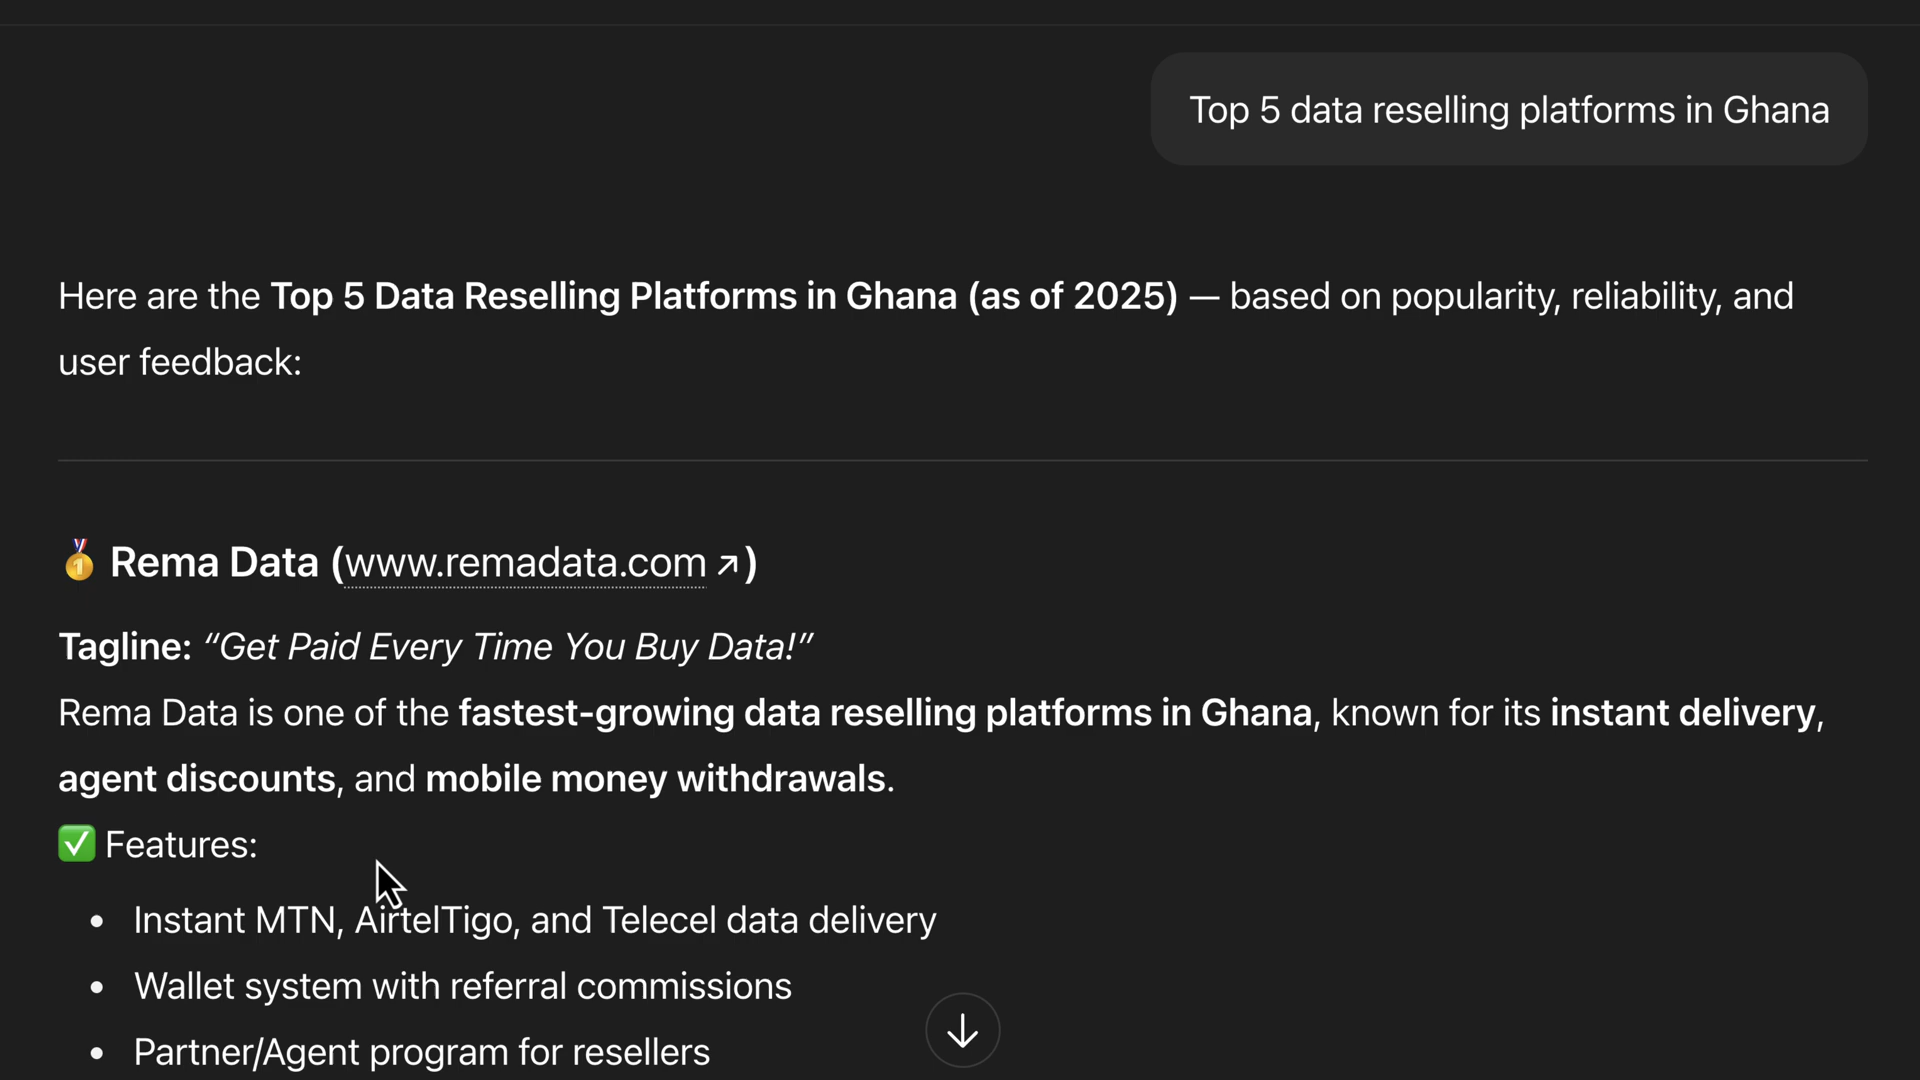 Top 5 data reselling platforms in Ghana
Here are the Top 5 Data Reselling Platforms in Ghana (as of 2025) — based on popularity, reliability, and
user feedback:
🥇 Rema Data (www.remadata.com ↗)
Tagline: “Get Paid Every Time You Buy Data!”
Rema Data is one of the fastest-growing data reselling platforms in Ghana, known for its instant delivery,
agent discounts, and mobile money withdrawals.
✅ Features:
• Instant MTN, AirtelTigo, and Telecel data delivery
• Wallet system with referral commissions
• Partner/Agent program for resellers